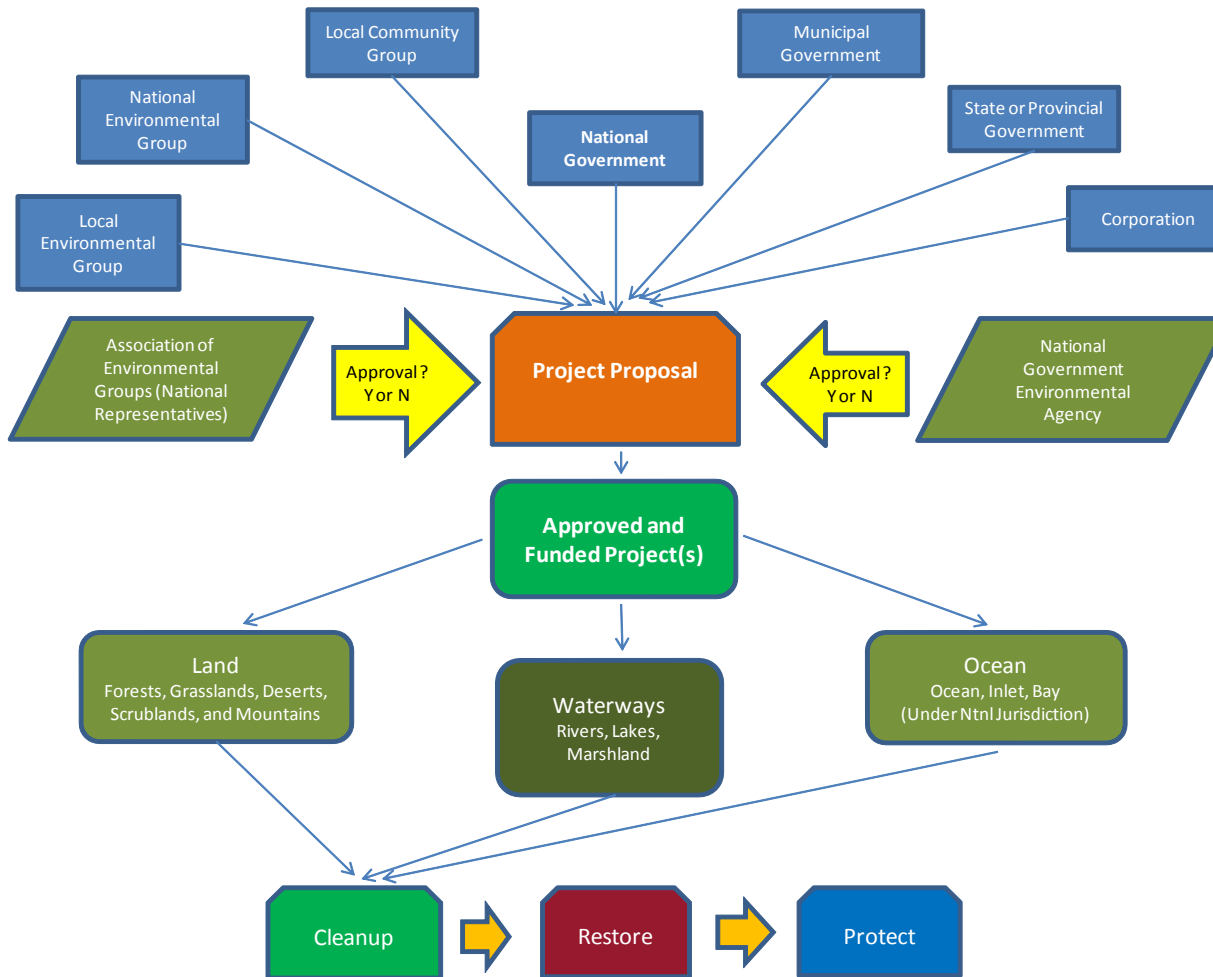 Local Community
Group
Municipal
Government
National
Environmental
Group
National
Government
State or Provincial
Government
Local
Environmental
Group
Corporation
Association of
Environmental
Groups (National
Representatives)
Approval?
Y or N
Project Proposal
Approval?
Y or N
National
Government
Environmental
Agency
Approved and
Funded Project(s)
Land
Forests, Grasslands, Deserts,
Scrublands, and Mountains
Waterways
Rivers, Lakes,
Marshland
Ocean
Ocean, Inlet, Bay
(Under Ntnl Jurisdiction)
Cleanup
Restore
Protect